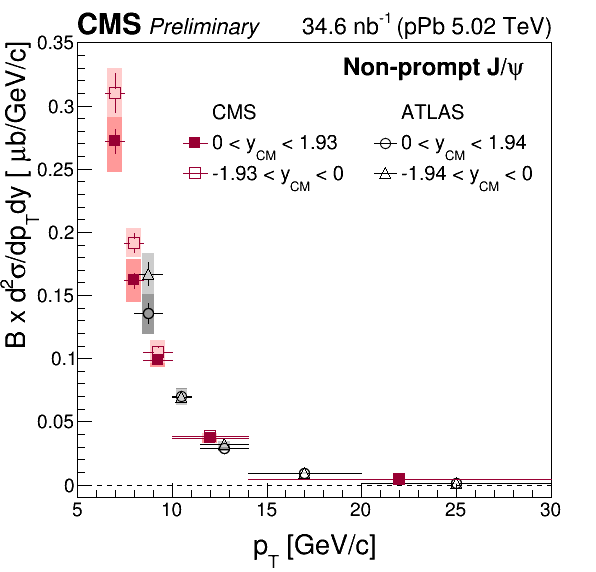 CMS Preliminary 34.6 nb⁻¹ (pPb 5.02 TeV)
Non-prompt J/ψ
CMS ATLAS
0 < y_CM < 1.93 0 < y_CM < 1.94
-1.93 < y_CM < 0 -1.94 < y_CM < 0
B x d²σ/dp_Tdy [ μb/GeV/c]
0.35
0.3
0.25
0.2
0.15
0.1
0.05
0
5 10 15 20 25 30
p_T [GeV/c]